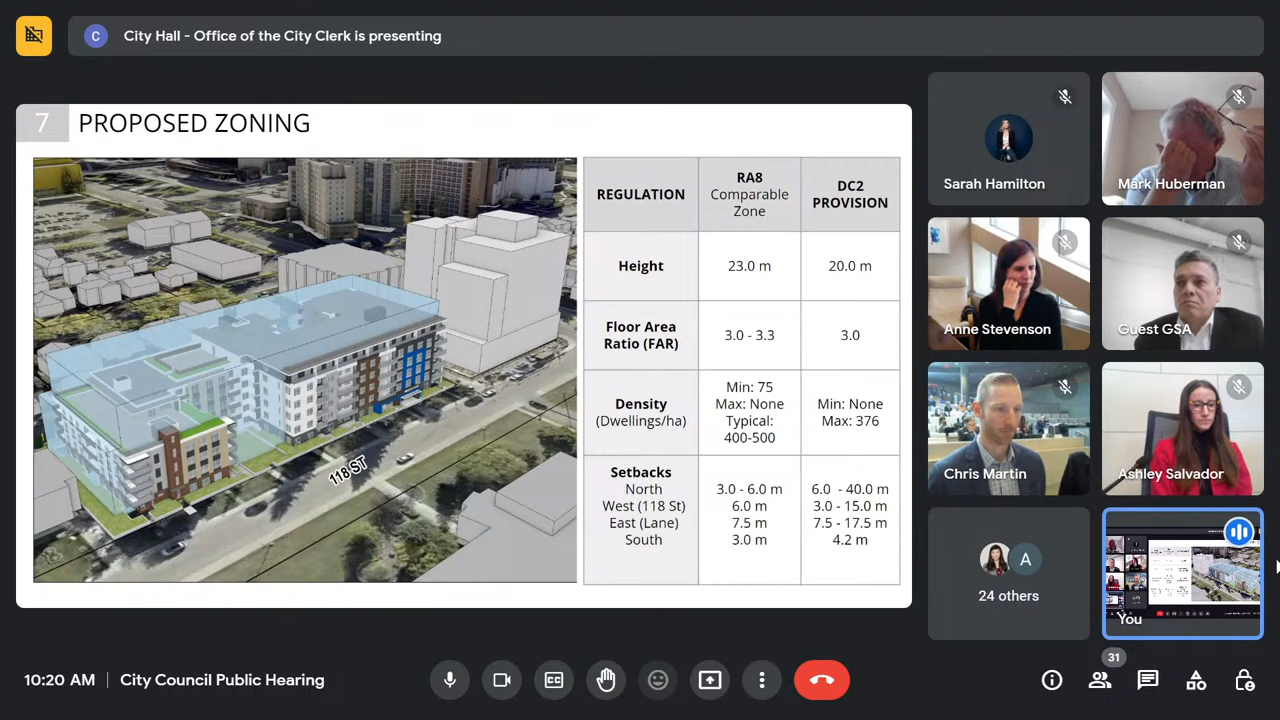 C
City Hall - Office of the City Clerk is presenting
7 PROPOSED ZONING
118 ST
REGULATION
RA8
Comparable
Zone
DC2
PROVISION
Height
23.0 m
20.0 m
Floor Area
Ratio (FAR)
3.0 - 3.3
3.0
Density
(Dwellings/ha)
Min: 75
Max: None
Typical:
400-500
Min: None
Max: 376
Setbacks
North
3.0 - 6.0 m
6.0 - 40.0 m
West (118 St)
6.0 m
3.0 - 15.0 m
East (Lane)
7.5 m
7.5 - 17.5 m
South
3.0 m
4.2 m
Sarah Hamilton
Mark Huberman
Anne Stevenson
Guest GSA
Chris Martin
Ashley Salvador
A
24 others
You
10:20 AM
City Council Public Hearing
CC
31